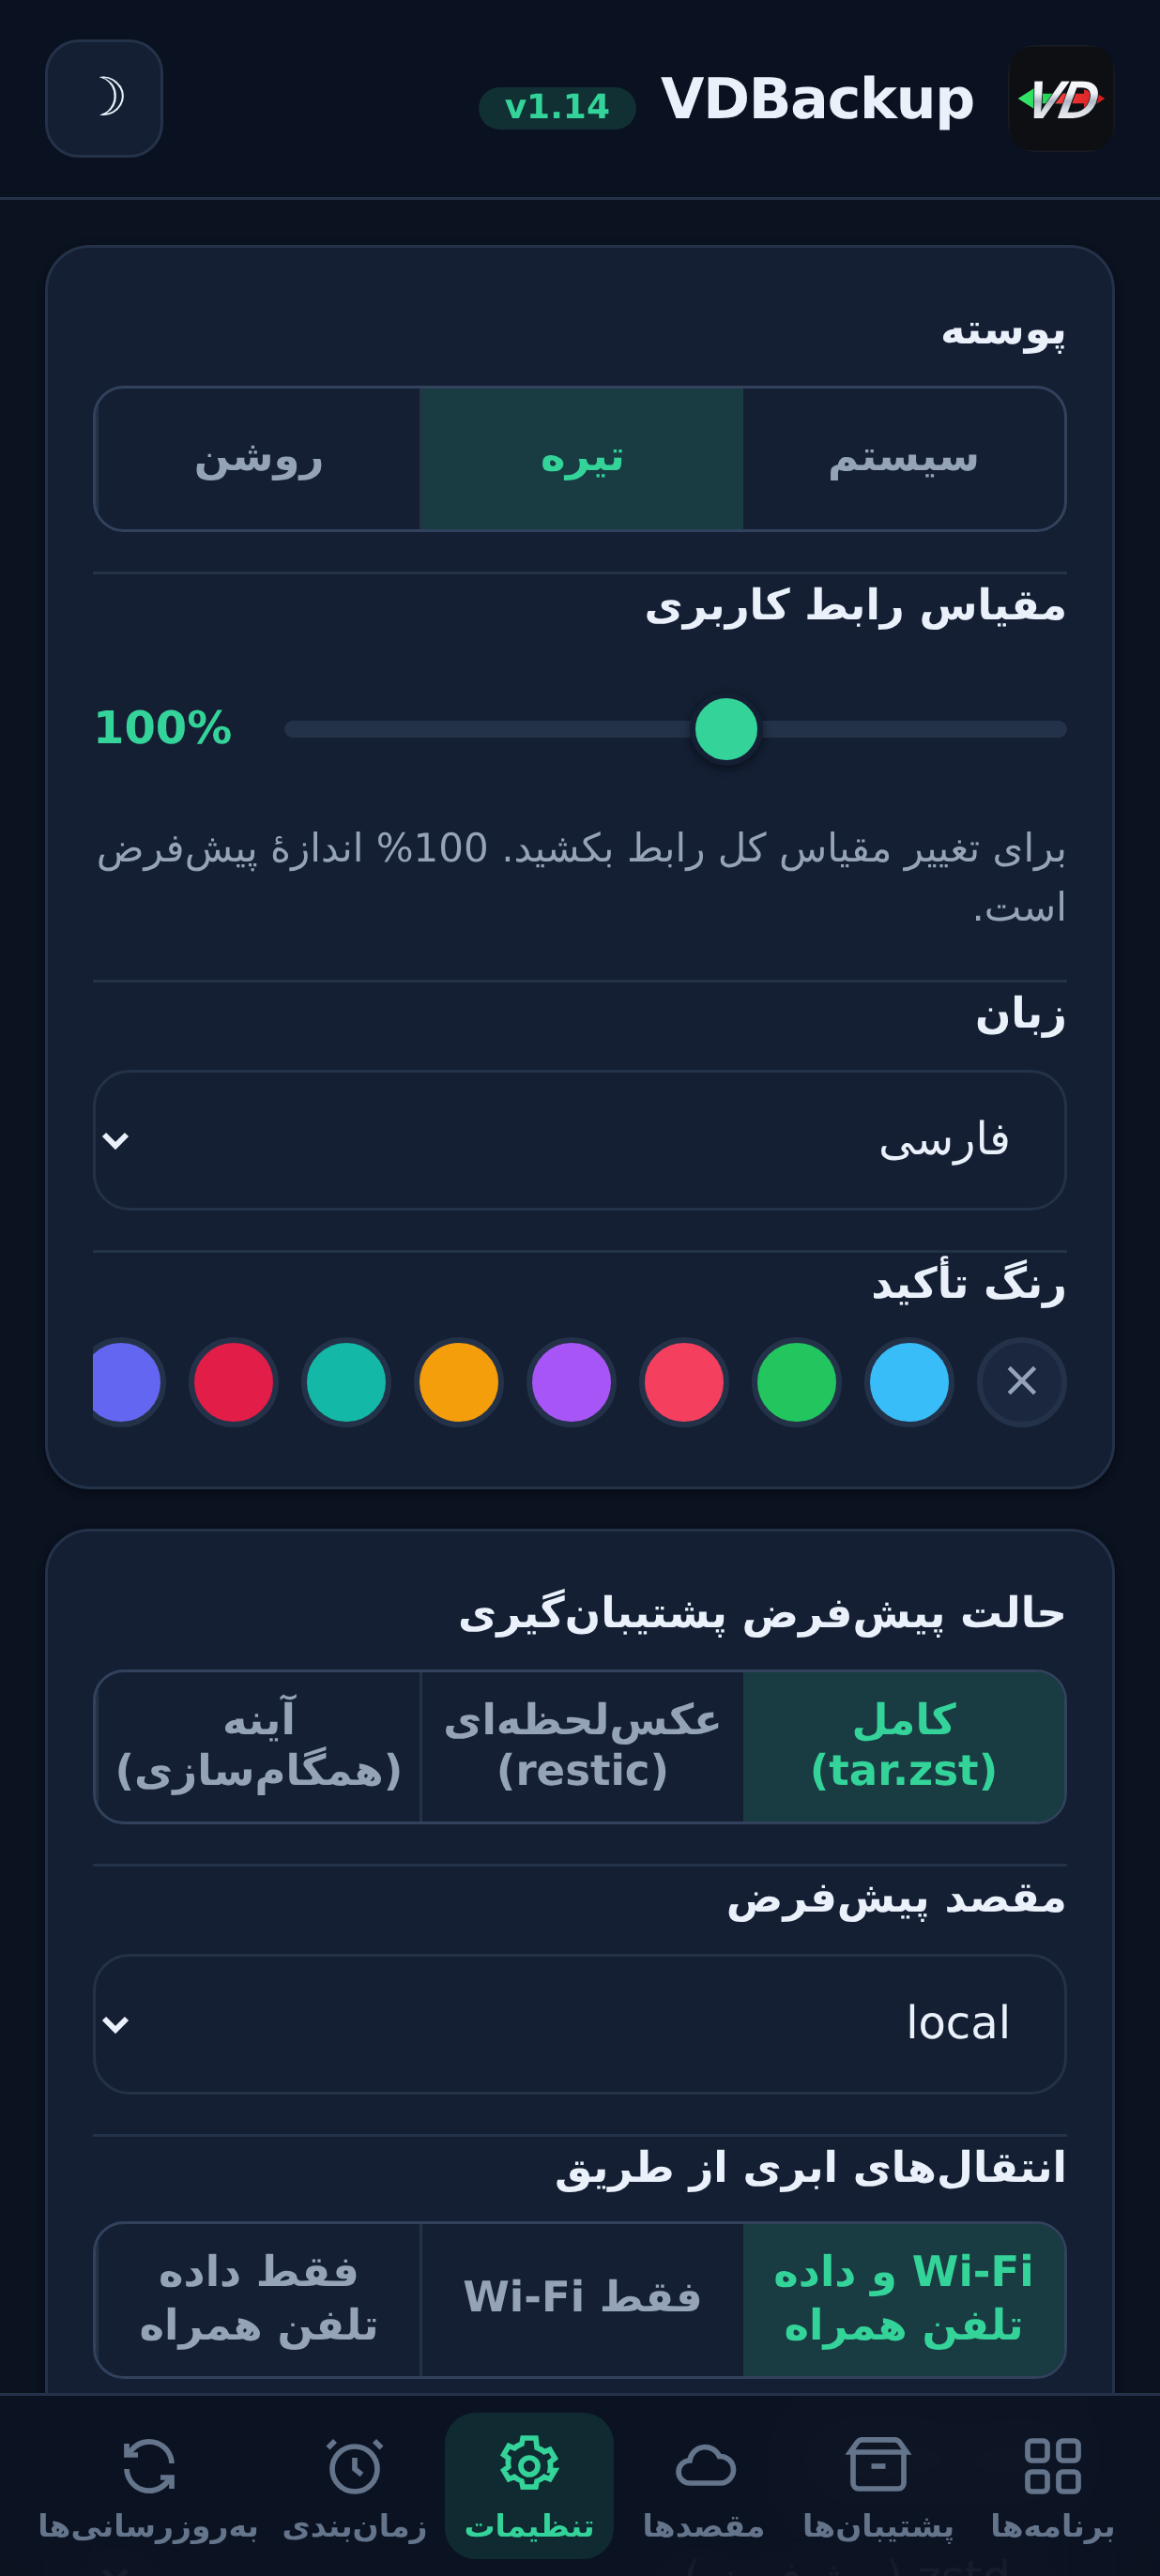 VD
VDBackup v1.14
پوسته
سیستم
تیره
روشن
مقیاس رابط کاربری
100%
برای تغییر مقیاس کل رابط بکشید. 100% اندازهٔ پیش‌فرض
است.
زبان
فارسی
رنگ تأکید
حالت پیش‌فرض پشتیبان‌گیری
کامل
(tar.zst)
عکس‌لحظه‌ای
(restic)
آینه
(همگام‌سازی)
مقصد پیش‌فرض
local
انتقال‌های ابری از طریق
Wi-Fi و داده
تلفن همراه
فقط Wi-Fi
فقط داده
تلفن همراه
برنامه‌ها
پشتیبان‌ها
مقصدها
تنظیمات
زمان‌بندی
به‌روزرسانی‌ها